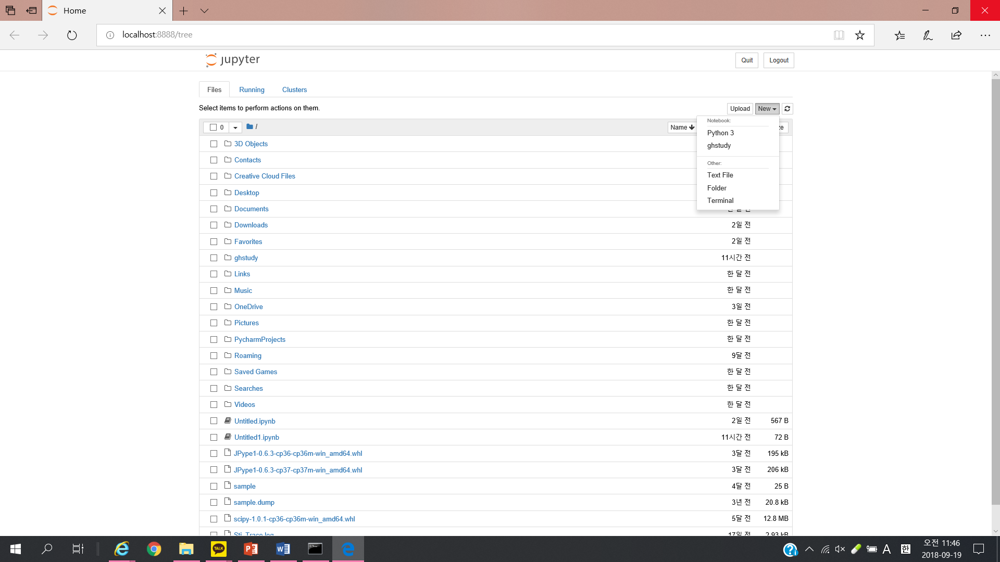 Home
localhost:8888/tree
jupyter
Quit
Logout
Files
Running
Clusters
Select items to perform actions on them.
Upload
New
0
/
Name
ze
Notebook:
Python 3
ghstudy
Other:
Text File
Folder
Terminal
3D Objects
Contacts
Creative Cloud Files
Desktop
Documents
Downloads 2일 전
Favorites 2일 전
ghstudy 11시간 전
Links 한 달 전
Music 한 달 전
OneDrive 3일 전
Pictures 한 달 전
PycharmProjects 한 달 전
Roaming 9달 전
Saved Games 한 달 전
Searches 한 달 전
Videos 한 달 전
Untitled.ipynb 2일 전 567 B
Untitled1.ipynb 11시간 전 72 B
JPype1-0.6.3-cp36-cp36m-win_amd64.whl 3달 전 195 kB
JPype1-0.6.3-cp37-cp37m-win_amd64.whl 3달 전 206 kB
sample 4달 전 25 B
sample.dump 3년 전 20.8 kB
scipy-1.0.1-cp36-cp36m-win_amd64.whl 5달 전 12.8 MB
Sti_Trace.log 17일 전 2.93 kB
TALK
A
한
오전 11:46
2018-09-19